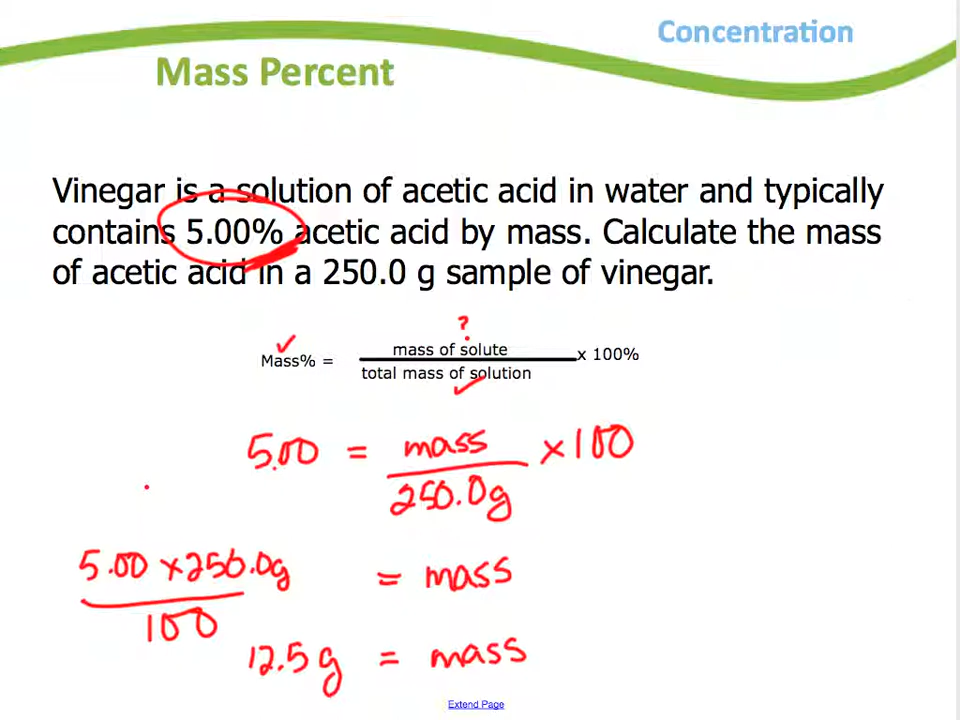 Concentration
Mass Percent
Vinegar is a solution of acetic acid in water and typically
contains 5.00% acetic acid by mass. Calculate the mass
of acetic acid in a 250.0 g sample of vinegar.
?
✓
Mass% = mass of solute x 100%
total mass of solution
✓
5.00 = mass x 100
250.0g
5.00 x 250.0g = mass
100
12.5g = mass
Extend Page